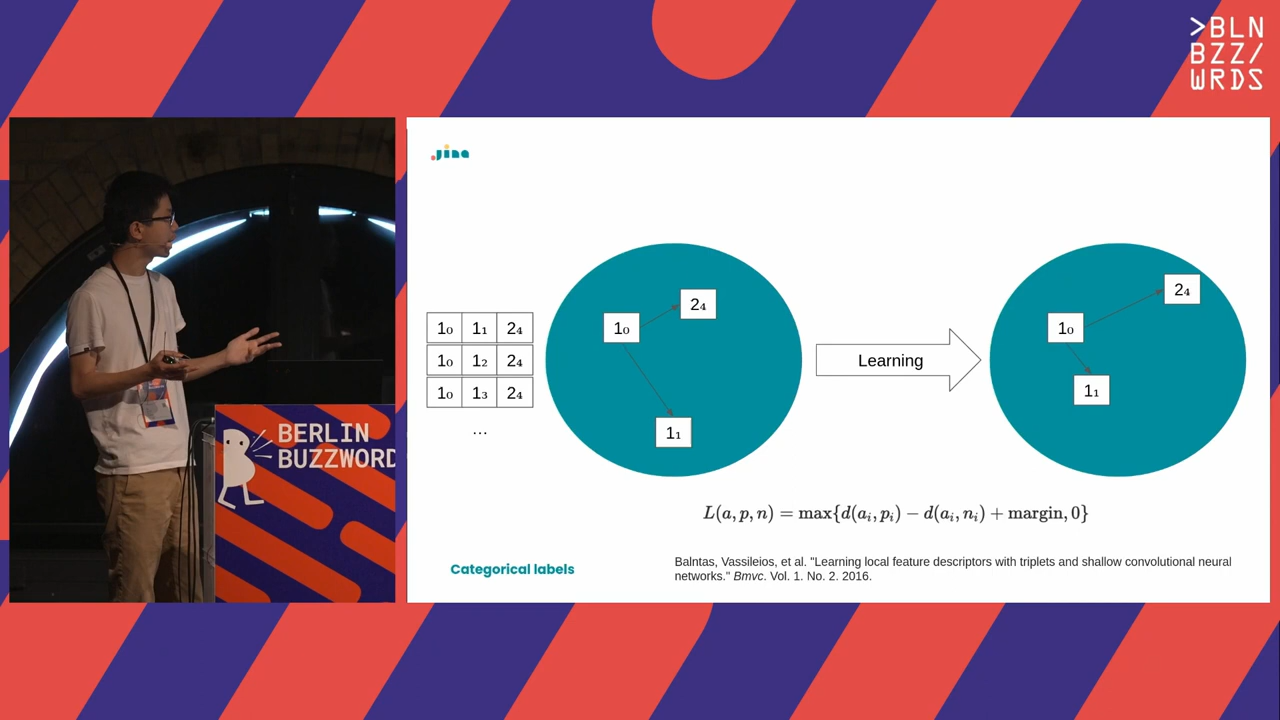 >BLN
BZZ/
WRDS
Jina
1₀ 1₁ 2₄
1₀ 1₂ 2₄
1₀ 1₃ 2₄
...
1₀
2₄
1₁
Learning
1₀
2₄
1₁
L(a, p, n) = max{d(aᵢ, pᵢ) − d(aᵢ, nᵢ) + margin, 0}
Categorical labels
Balntas, Vassileios, et al. "Learning local feature descriptors with triplets and shallow convolutional neural
networks." Bmvc. Vol. 1. No. 2. 2016.
BERLIN
BUZZWORD